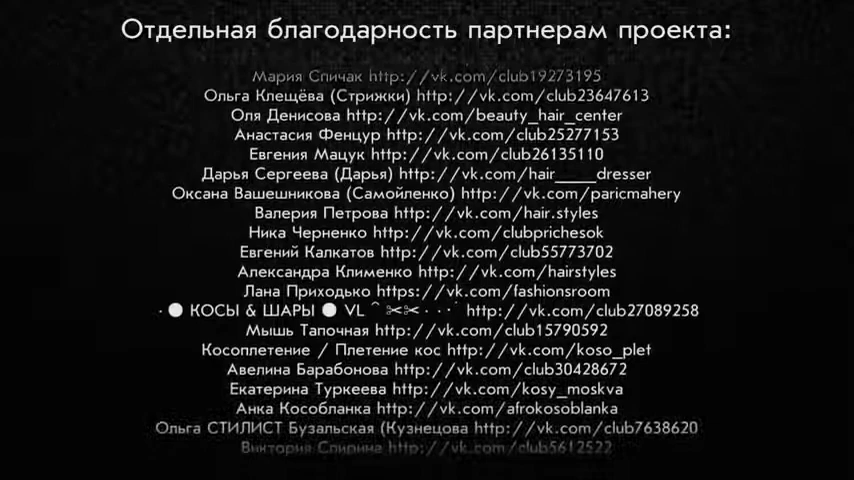 Отдельная благодарность партнерам проекта:
Мария Спичак http://vk.com/club19273195
Ольга Клещёва (Стрижки) http://vk.com/club23647613
Оля Денисова http://vk.com/beauty_hair_center
Анастасия Фенцур http://vk.com/club25277153
Евгения Мацук http://vk.com/club26135110
Дарья Сергеева (Дарья) http://vk.com/hair_____dresser
Оксана Вашешникова (Самойленко) http://vk.com/paricmahery
Валерия Петрова http://vk.com/hair.styles
Ника Черненко http://vk.com/clubprichesok
Евгений Калкатов http://vk.com/club55773702
Александра Клименко http://vk.com/hairstyles
Лана Приходько https://vk.com/fashionsroom
· ● КОСЫ & ШАРЫ ● VL ⌒ ✂✂· · ·˙ http://vk.com/club27089258
Мышь Тапочная http://vk.com/club15790592
Косоплетение / Плетение кос http://vk.com/koso_plet
Авелина Барабонова http://vk.com/club30428672
Екатерина Туркеева http://vk.com/kosy_moskva
Анка Кособланка http://vk.com/afrokosoblanka
Ольга СТИЛИСТ Бузальская (Кузнецова http://vk.com/club7638620
Виктория Спирина http://vk.com/club5612522